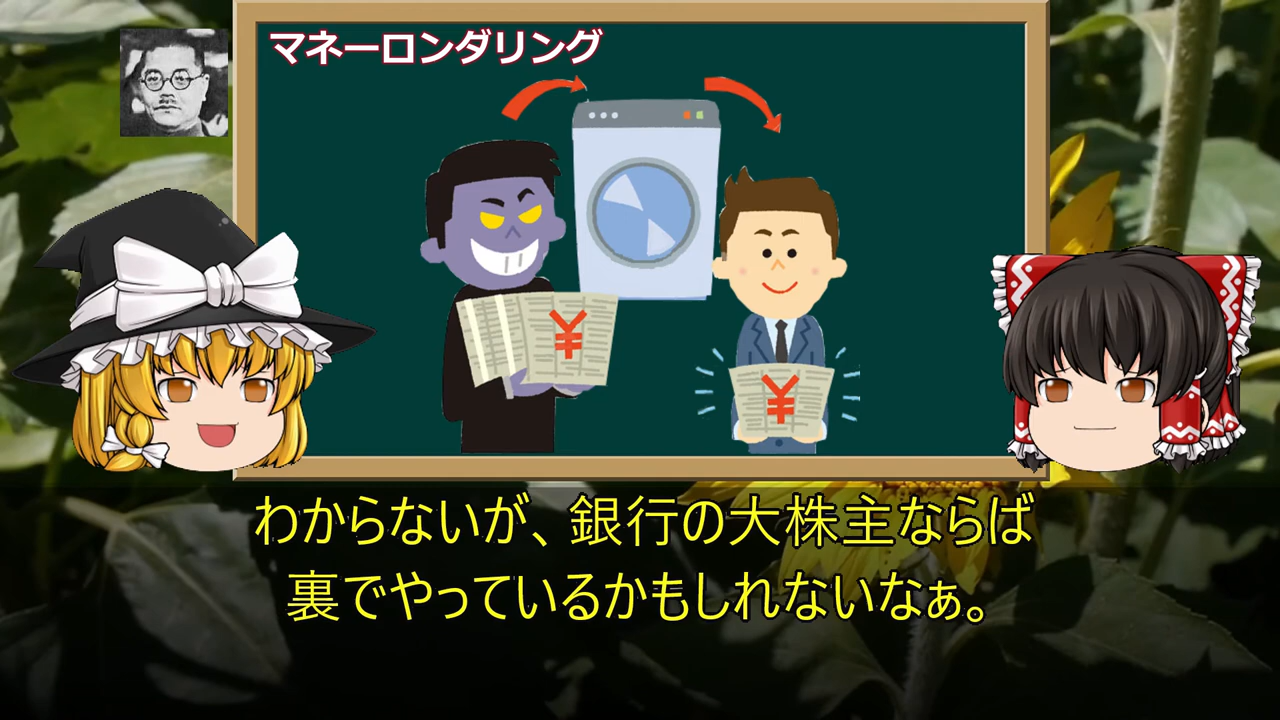 マネーロンダリング
¥
¥
わからないが、銀行の大株主ならば
裏でやっているかもしれないなぁ。